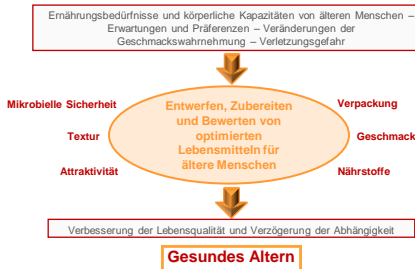 Ernährungsbedürfnisse und körperliche Kapazitäten von älteren Menschen –
Erwartungen und Präferenzen – Veränderungen der
Geschmackswahrnehmung – Verletzungsgefahr
Mikrobielle Sicherheit
Textur
Attraktivität
Entwerfen, Zubereiten
und Bewerten von
optimierten
Lebensmitteln für
ältere Menschen
Verpackung
Geschmack
Nährstoffe
Verbesserung der Lebensqualität und Verzögerung der Abhängigkeit
Gesundes Altern